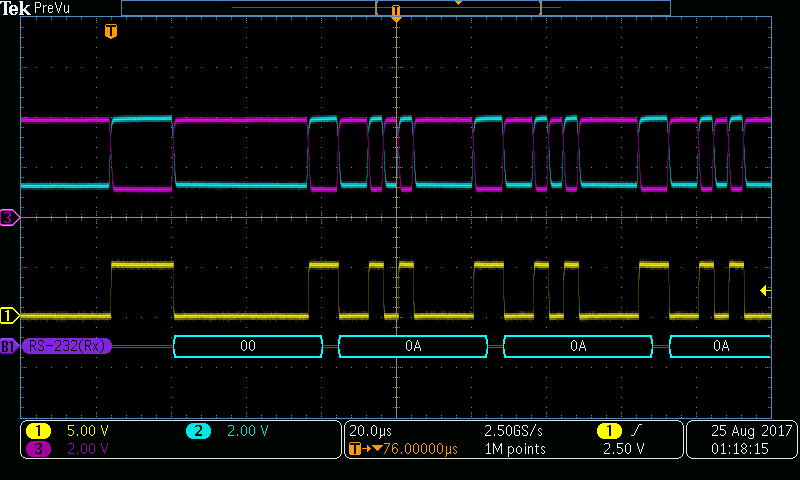 Tek PreVu
T
T
3
1
B1 RS-232(Rx) 00 0A 0A 0A
1 5.00 V 2 2.00 V 20.0µs 2.50GS/s 1 25 Aug 2017
3 2.00 V T→▼76.00000µs 1M points 2.50 V 01:18:15